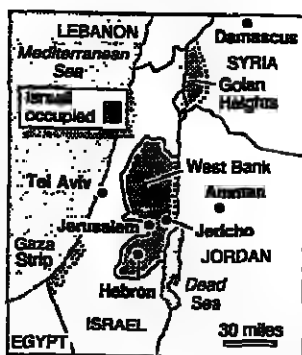 LEBANON
Damascus
Mediterranean
Sea
SYRIA
Golan
Heights
Israeli
occupied
West Bank
Tel Aviv
Amman
Jerusalem
Jericho
Gaza
Strip
JORDAN
Hebron
Dead
Sea
ISRAEL
EGYPT
30 miles